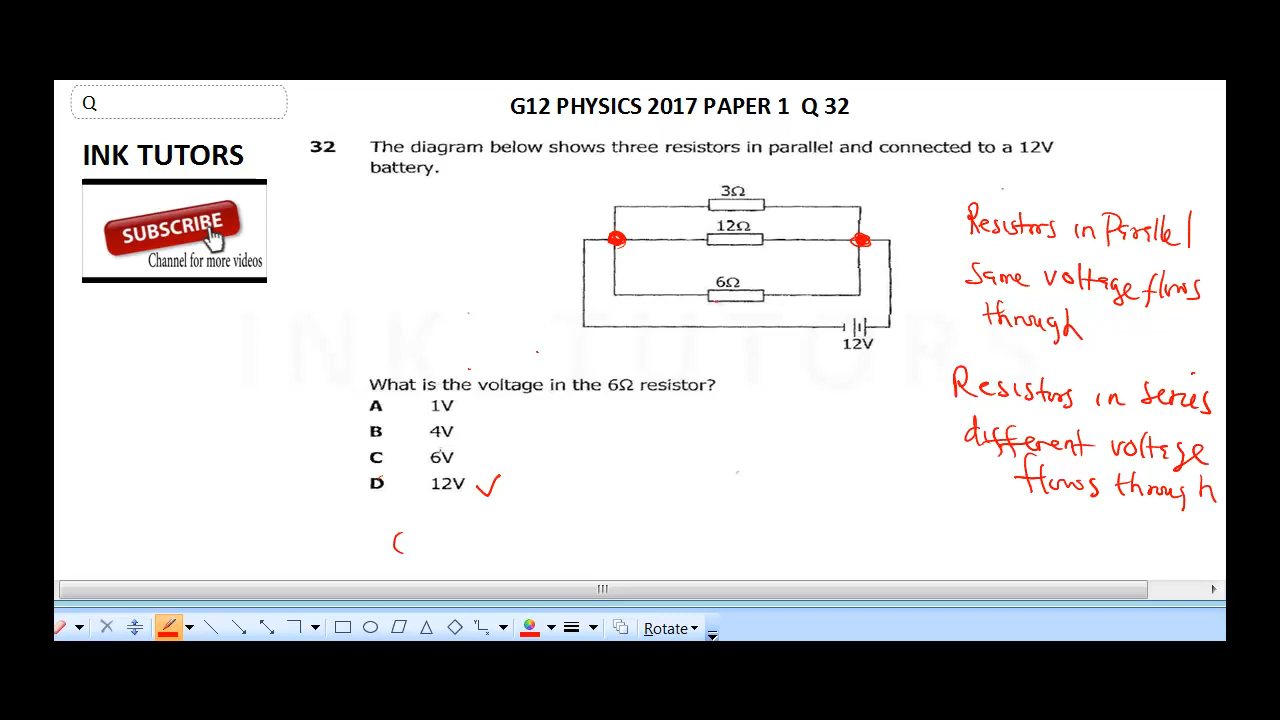 Q
G12 PHYSICS 2017 PAPER 1 Q 32
INK TUTORS
SUBSCRIBE
Channel for more videos
32 The diagram below shows three resistors in parallel and connected to a 12V
battery.
3Ω
12Ω
6Ω
12V
Resistors in Parallel
Same voltage flows
through
Resistors in series
different voltage
flows through
INK TUTORS
What is the voltage in the 6Ω resistor?
A 1V
B 4V
C 6V
D 12V ✓
(
Rotate